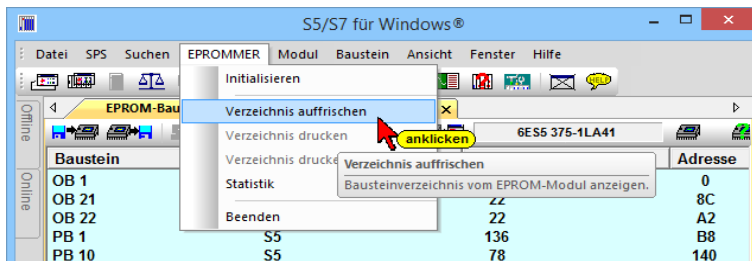 S5/S7 für Windows®
Datei SPS Suchen EPROMMER Modul Baustein Ansicht Fenster Hilfe
HELP
Initialisieren
Offline
EPROM-Bau
Verzeichnis auffrischen
anklicken
6ES5 375-1LA41
Verzeichnis drucken
Baustein
Verzeichnis drucke
Verzeichnis auffrischen
Adresse
Online
OB 1
Statistik
Bausteinverzeichnis vom EPROM-Modul anzeigen.
0
OB 21 22 8C
OB 22 Beenden 22 A2
PB 1 S5 136 B8
PB 10 S5 78 140